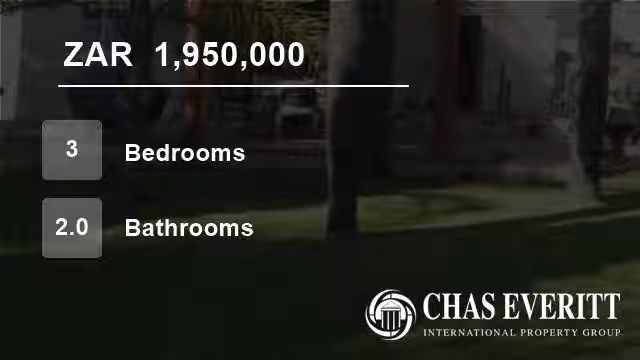 ZAR 1,950,000
3 Bedrooms
2.0 Bathrooms
CHAS EVERITT
INTERNATIONAL PROPERTY GROUP